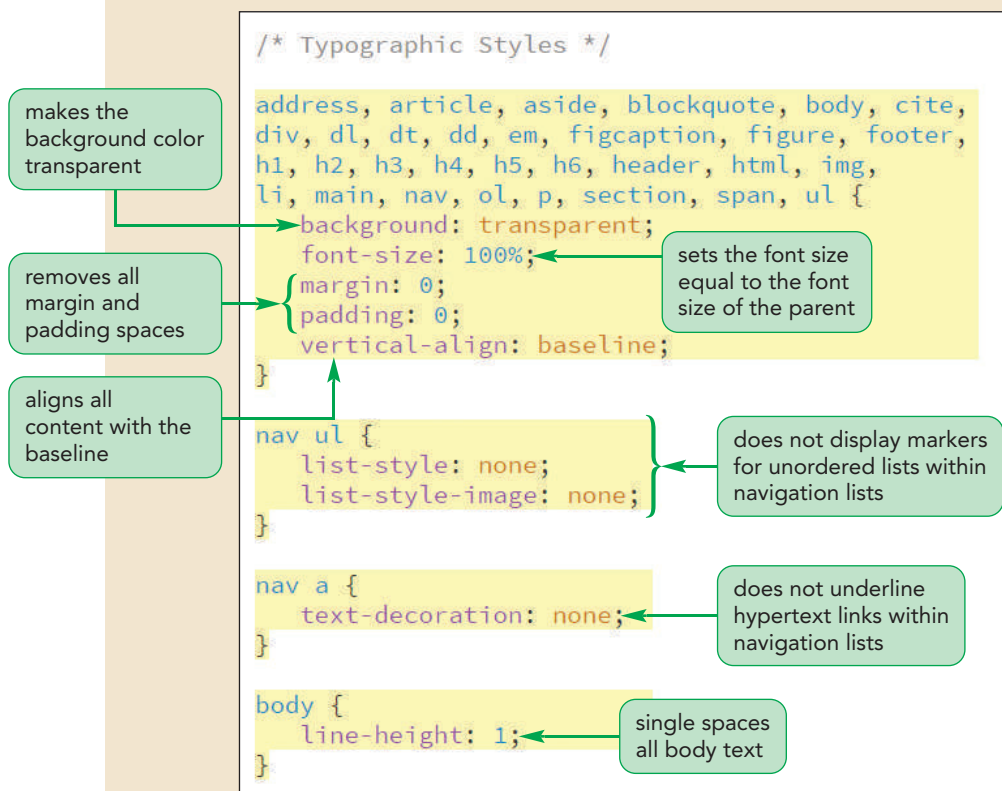 /* Typographic Styles */
makes the
background color
transparent
address, article, aside, blockquote, body, cite,
div, dl, dt, dd, em, figcaption, figure, footer,
h1, h2, h3, h4, h5, h6, header, html, img,
li, main, nav, ol, p, section, span, ul {
background: transparent;
font-size: 100%;
margin: 0;
padding: 0;
vertical-align: baseline;
}
sets the font size
equal to the font
size of the parent
removes all
margin and
padding spaces
aligns all
content with the
baseline
nav ul {
list-style: none;
list-style-image: none;
}
does not display markers
for unordered lists within
navigation lists
nav a {
text-decoration: none;
}
does not underline
hypertext links within
navigation lists
body {
line-height: 1;
}
single spaces
all body text